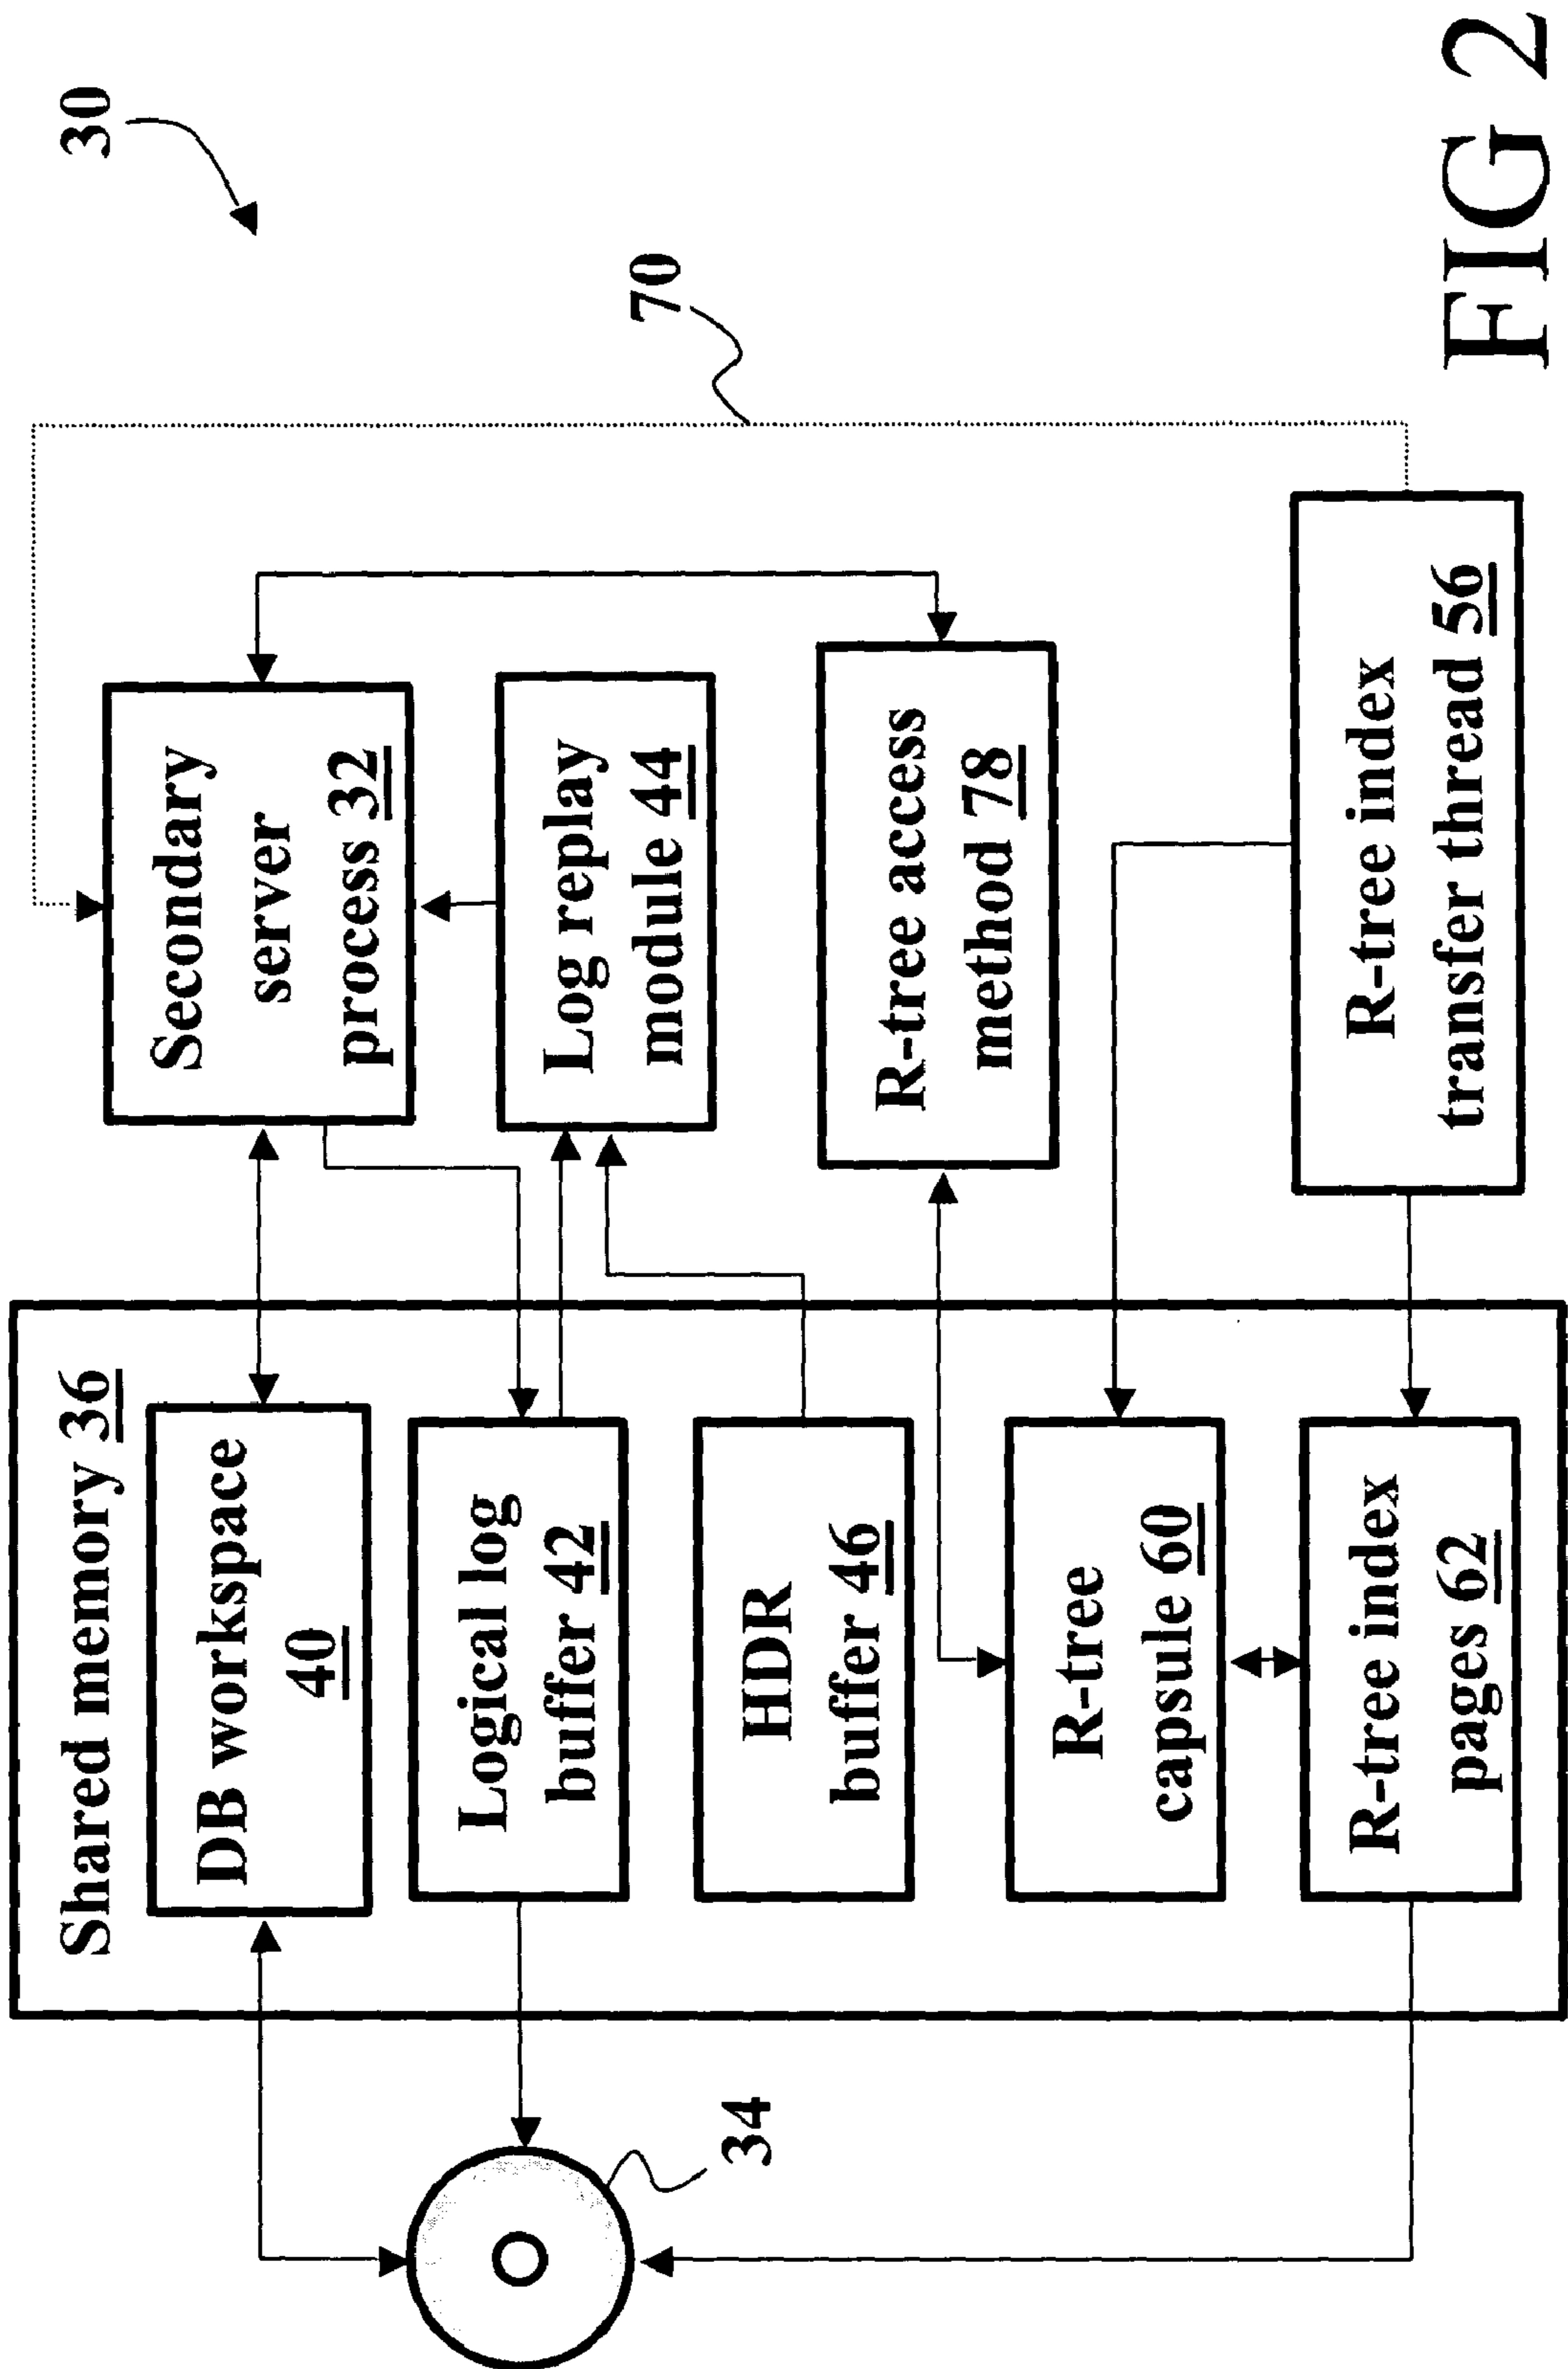 30
70
Shared memory 36
DB workspace
40
Logical log
buffer 42
HDR
buffer 46
R-tree
capsule 60
R-tree index
pages 62
Secondary
server
process 32
Log replay
module 44
R-tree access
method 78
R-tree index
transfer thread 56
34
FIG 2